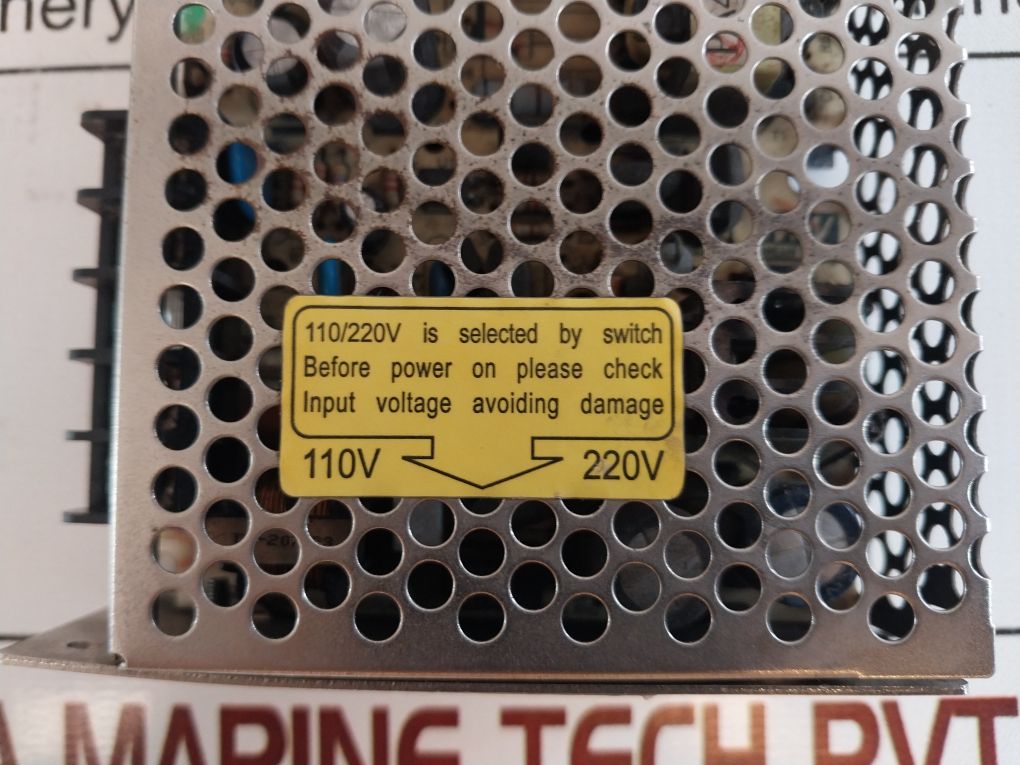 nery
110/220V is selected by switch
Before power on please check
Input voltage avoiding damage
110V 220V
MARINE TECH PVT